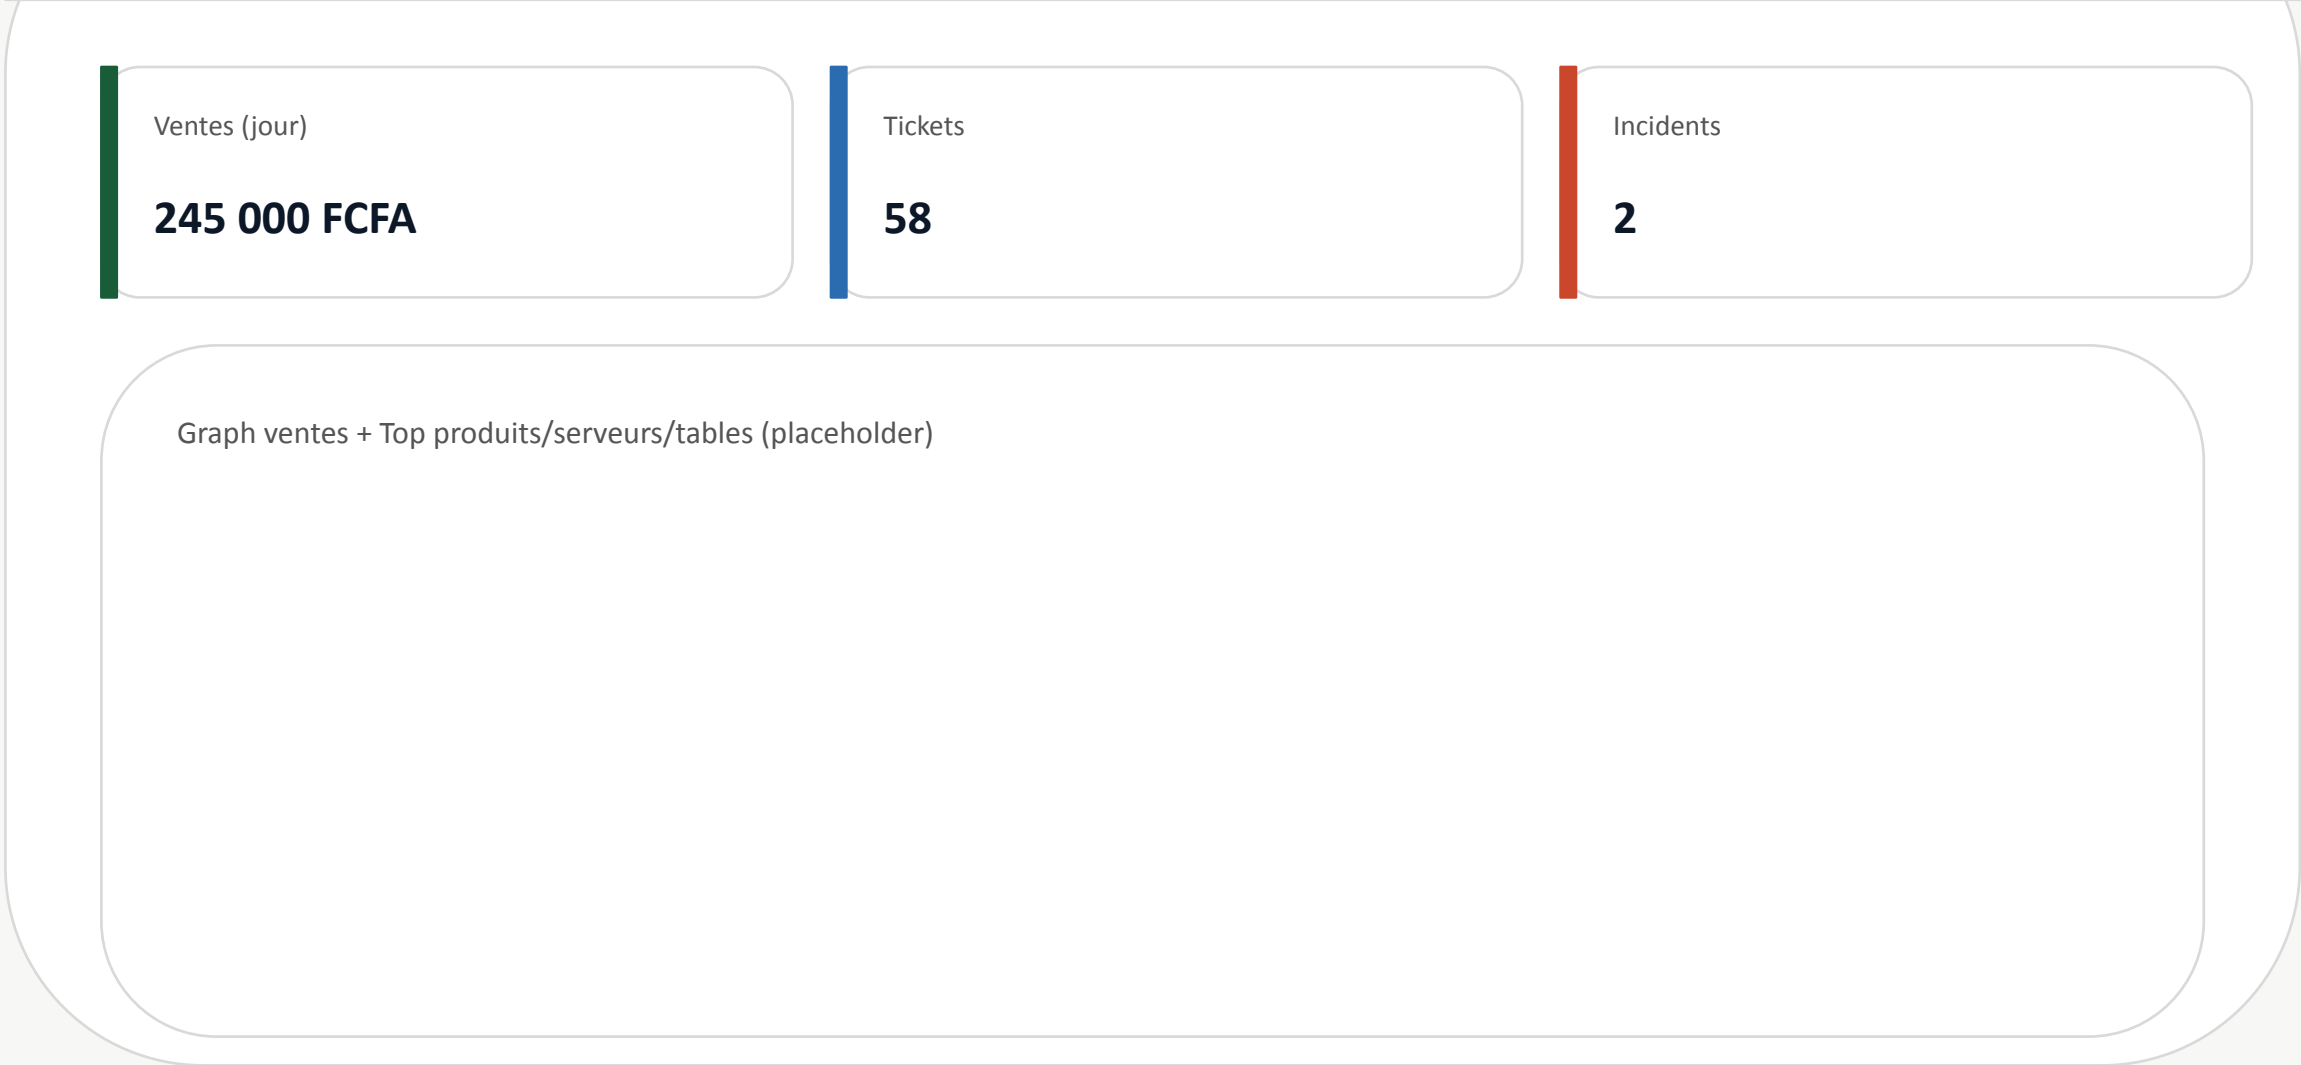 Ventes (jour)
245 000 FCFA
Tickets
58
Incidents
2
Graph ventes + Top produits/serveurs/tables (placeholder)